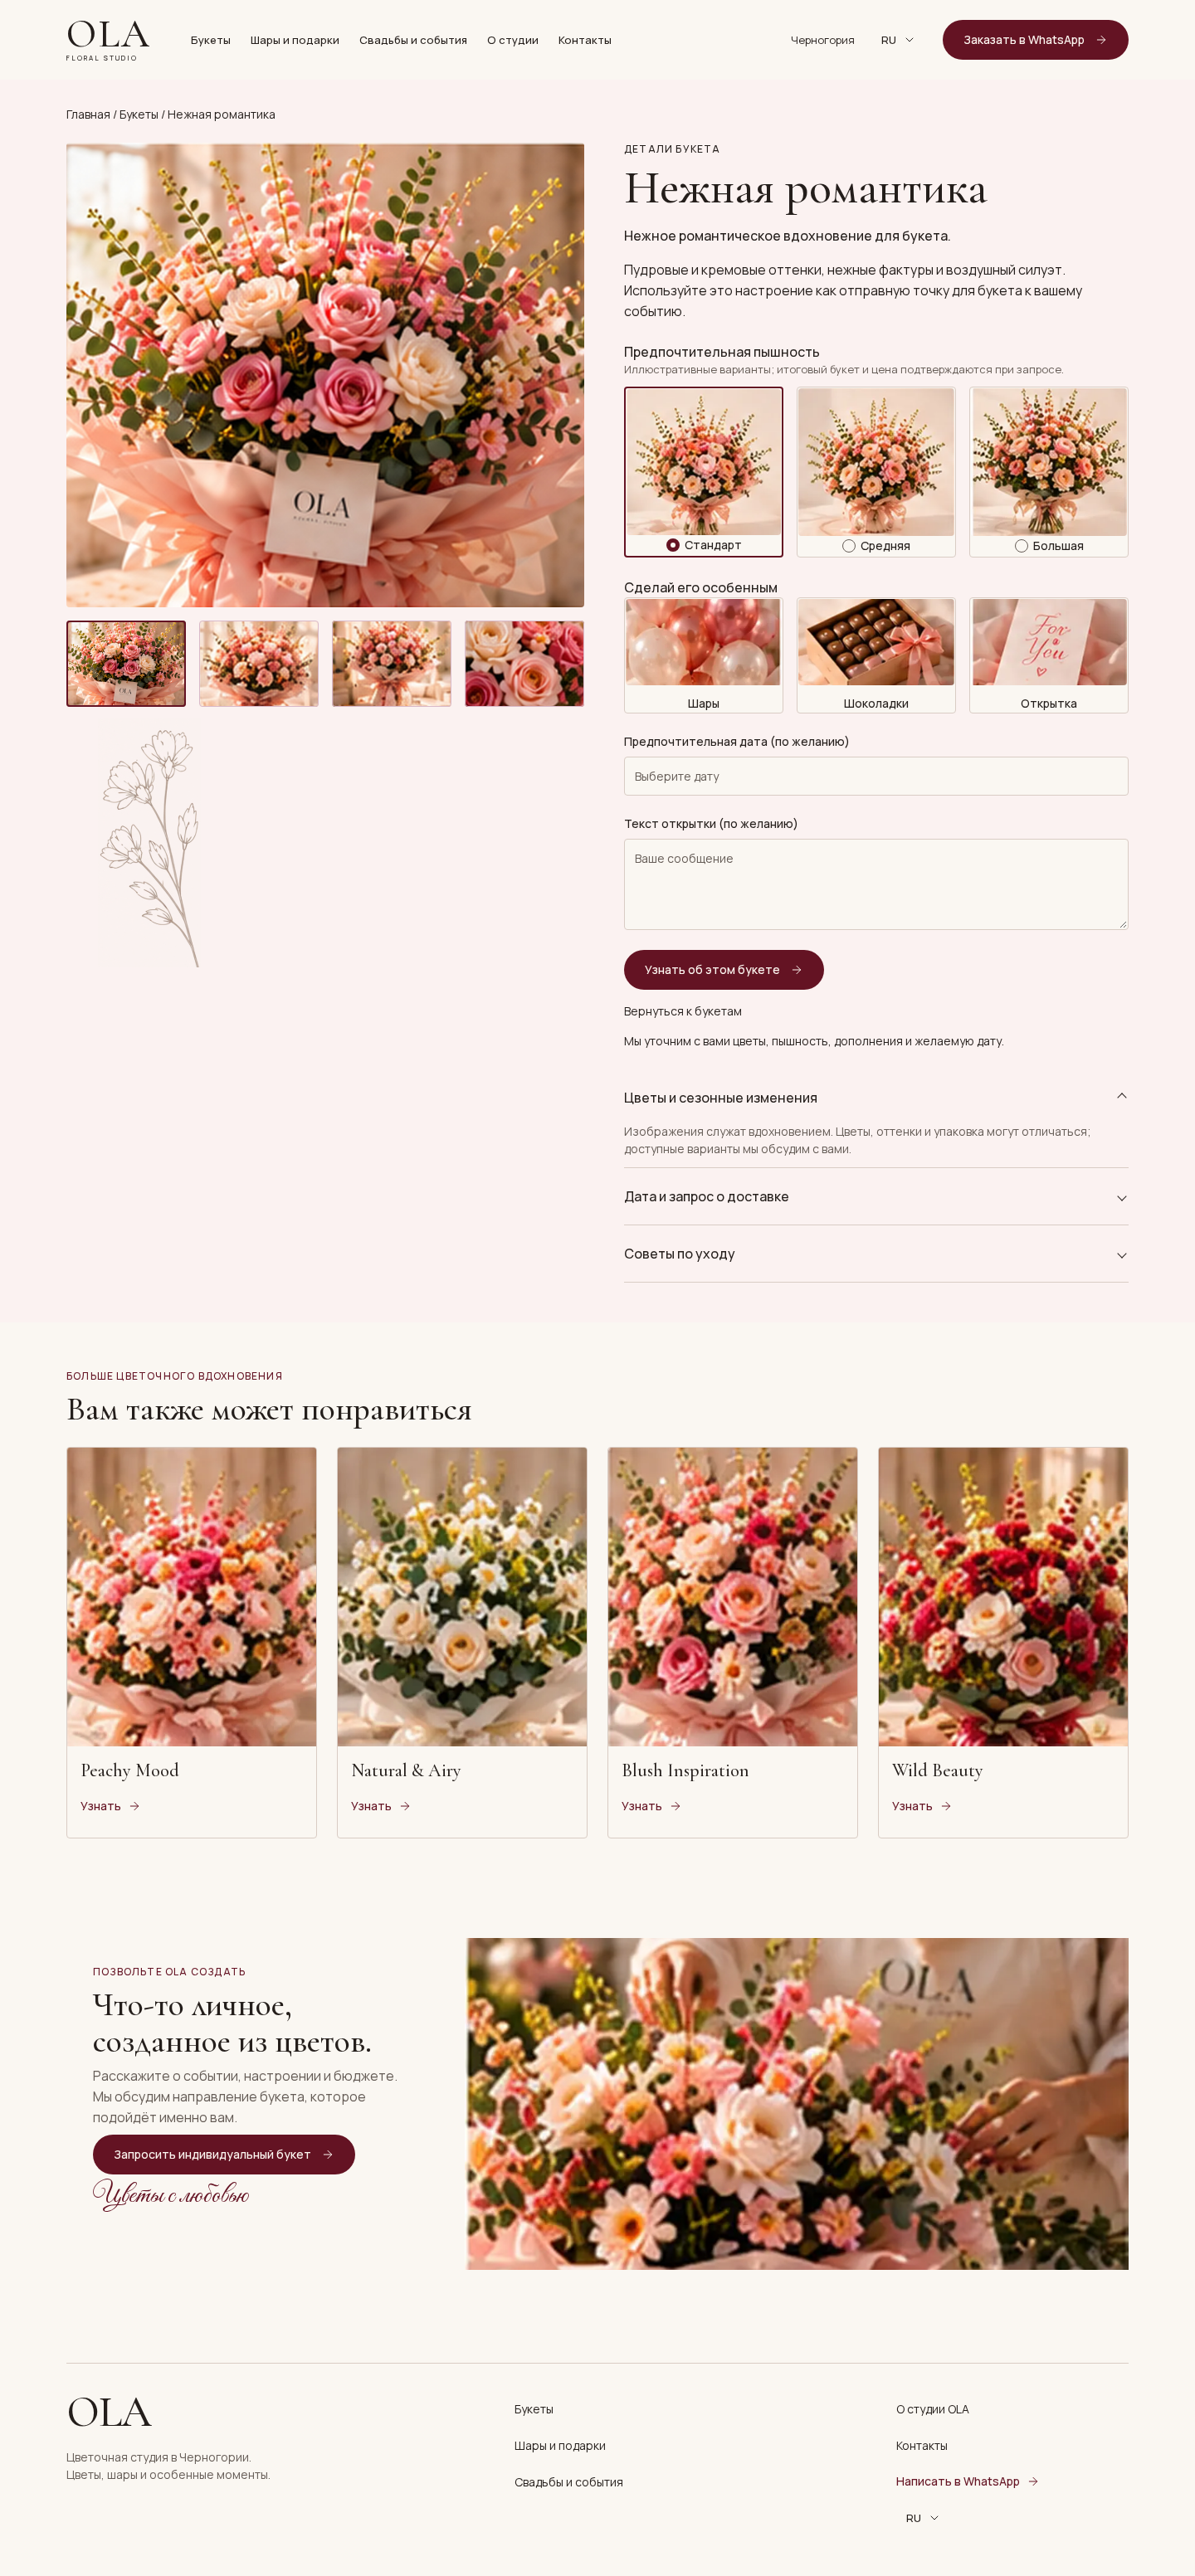 OLA
FLORAL STUDIO
Букеты
Шары и подарки
Свадьбы и события
О студии
Контакты
Черногория
RU
Заказать в WhatsApp
Главная / Букеты / Нежная романтика
OLA
ДЕТАЛИ БУКЕТА
Нежная романтика
Нежное романтическое вдохновение для букета.
Пудровые и кремовые оттенки, нежные фактуры и воздушный силуэт.
Используйте это настроение как отправную точку для букета к вашему
событию.
Предпочтительная пышность
Иллюстративные варианты; итоговый букет и цена подтверждаются при запросе.
Стандарт
Средняя
Большая
Сделай его особенным
For
You
Шары
Шоколадки
Открытка
OLA
Предпочтительная дата (по желанию)
Выберите дату
Текст открытки (по желанию)
Ваше сообщение
Узнать об этом букете
Вернуться к букетам
Мы уточним с вами цветы, пышность, дополнения и желаемую дату.
Цветы и сезонные изменения
Изображения служат вдохновением. Цветы, оттенки и упаковка могут отличаться;
доступные варианты мы обсудим с вами.
Дата и запрос о доставке
Советы по уходу
БОЛЬШЕ ЦВЕТОЧНОГО ВДОХНОВЕНИЯ
Вам также может понравиться
Peachy Mood
Узнать
Natural & Airy
Узнать
Blush Inspiration
Узнать
Wild Beauty
Узнать
ПОЗВОЛЬТЕ OLA СОЗДАТЬ
Что-то личное,
созданное из цветов.
Расскажите о событии, настроении и бюджете.
Мы обсудим направление букета, которое
подойдёт именно вам.
Запросить индивидуальный букет
Цветы с любовью
OLA
OLA
Цветочная студия в Черногории.
Цветы, шары и особенные моменты.
Букеты
Шары и подарки
Свадьбы и события
О студии OLA
Контакты
Написать в WhatsApp
RU